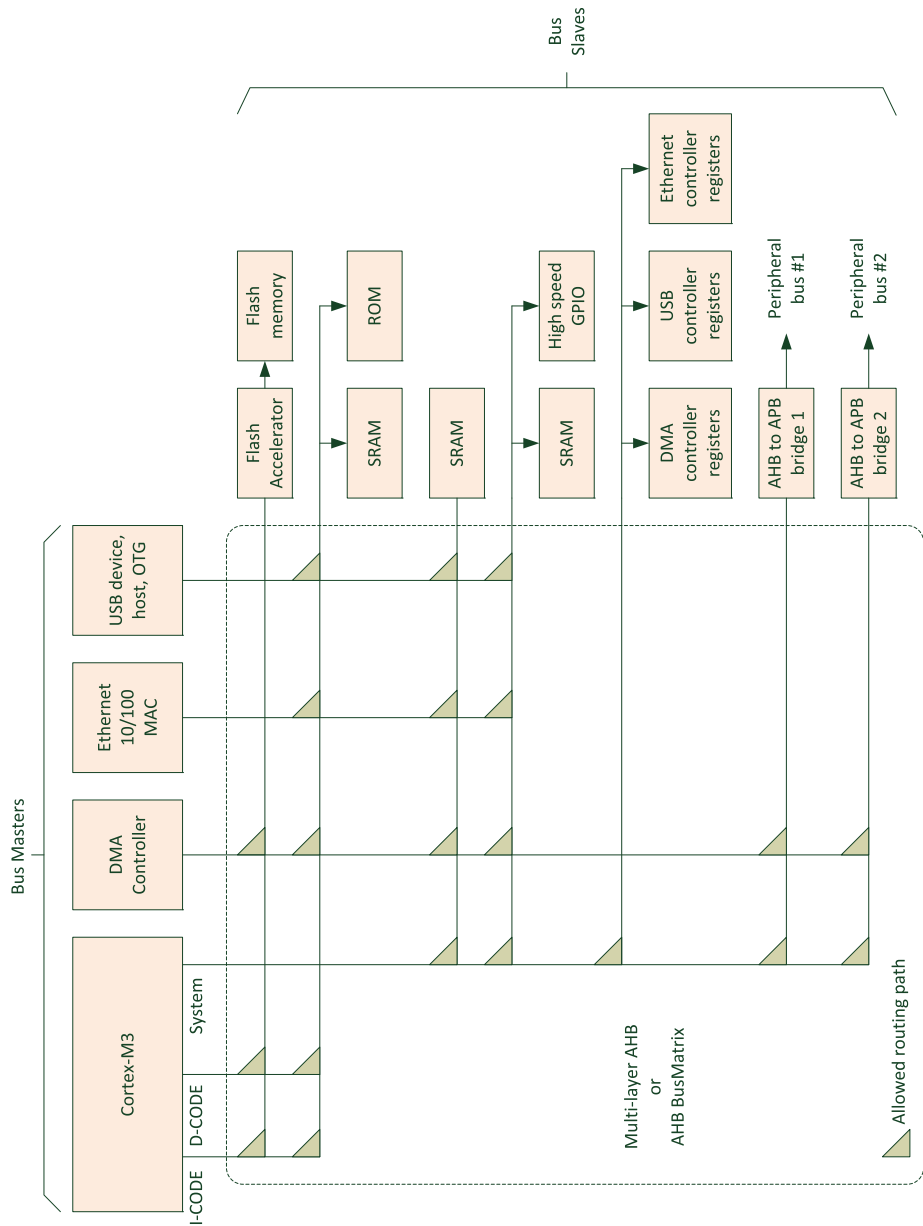 Bus Masters
Cortex-M3
DMA
Controller
Ethernet
10/100
MAC
USB device,
host, OTG
I-CODE
D-CODE
System
Flash
Accelerator
Flash
memory
SRAM
ROM
SRAM
SRAM
High speed
GPIO
DMA
controller
registers
USB
controller
registers
Ethernet
controller
registers
AHB to APB
bridge 1
Peripheral
bus #1
AHB to APB
bridge 2
Peripheral
bus #2
Bus
Slaves
Multi-layer AHB
or
AHB BusMatrix
Allowed routing path